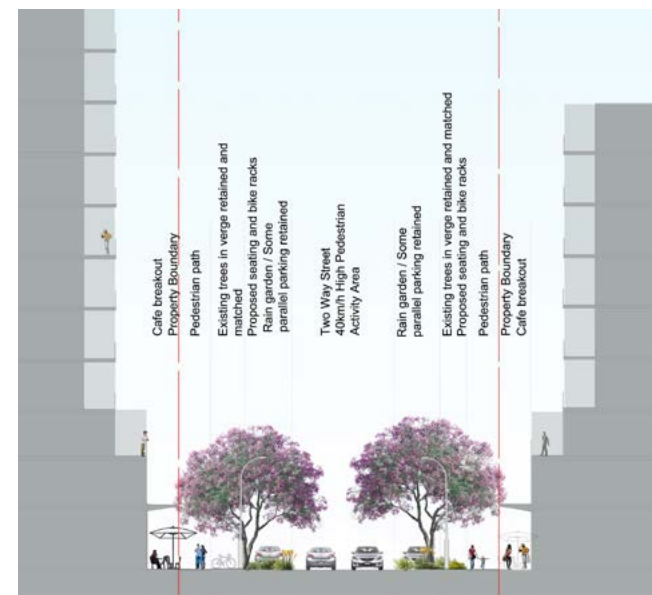 Cafe breakout
Property Boundary
Pedestrian path
Existing trees in verge retained and
matched
Proposed seating and bike racks
Rain garden / Some
parallel parking retained
Two Way Street
40km/h High Pedestrian
Activity Area
Rain garden / Some
parallel parking retained
Existing trees in verge retained and matched
Proposed seating and bike racks
Pedestrian path
Property Boundary
Cafe breakout